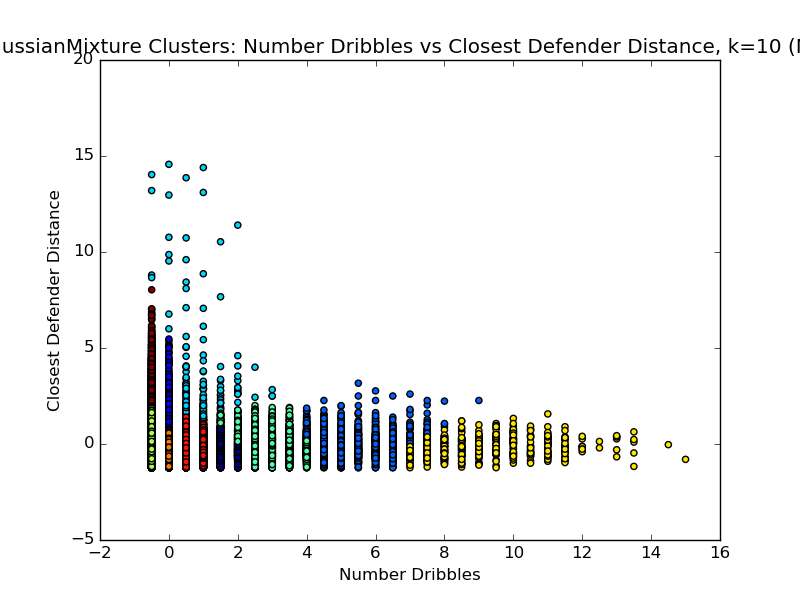 ussianMixture Clusters: Number Dribbles vs Closest Defender Distance, k=10 (
20
15
10
5
0
−5
−2 0 2 4 6 8 10 12 14 16
Closest Defender Distance
Number Dribbles